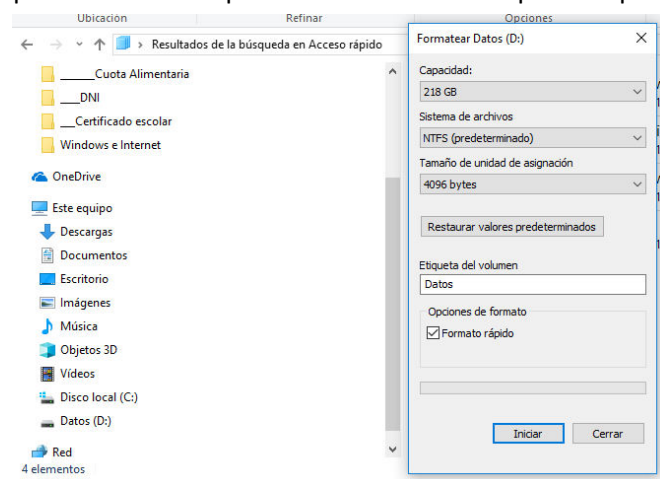 Ubicación Refinar Opciones
Resultados de la búsqueda en Acceso rápido
______Cuota Alimentaria
___DNI
__Certificado escolar
Windows e Internet
OneDrive
Este equipo
Descargas
Documentos
Escritorio
Imágenes
Música
Objetos 3D
Vídeos
Disco local (C:)
Datos (D:)
Red
4 elementos
Formatear Datos (D:)
Capacidad:
218 GB
Sistema de archivos
NTFS (predeterminado)
Tamaño de unidad de asignación
4096 bytes
Restaurar valores predeterminados
Etiqueta del volumen
Datos
Opciones de formato
Formato rápido
Iniciar Cerrar